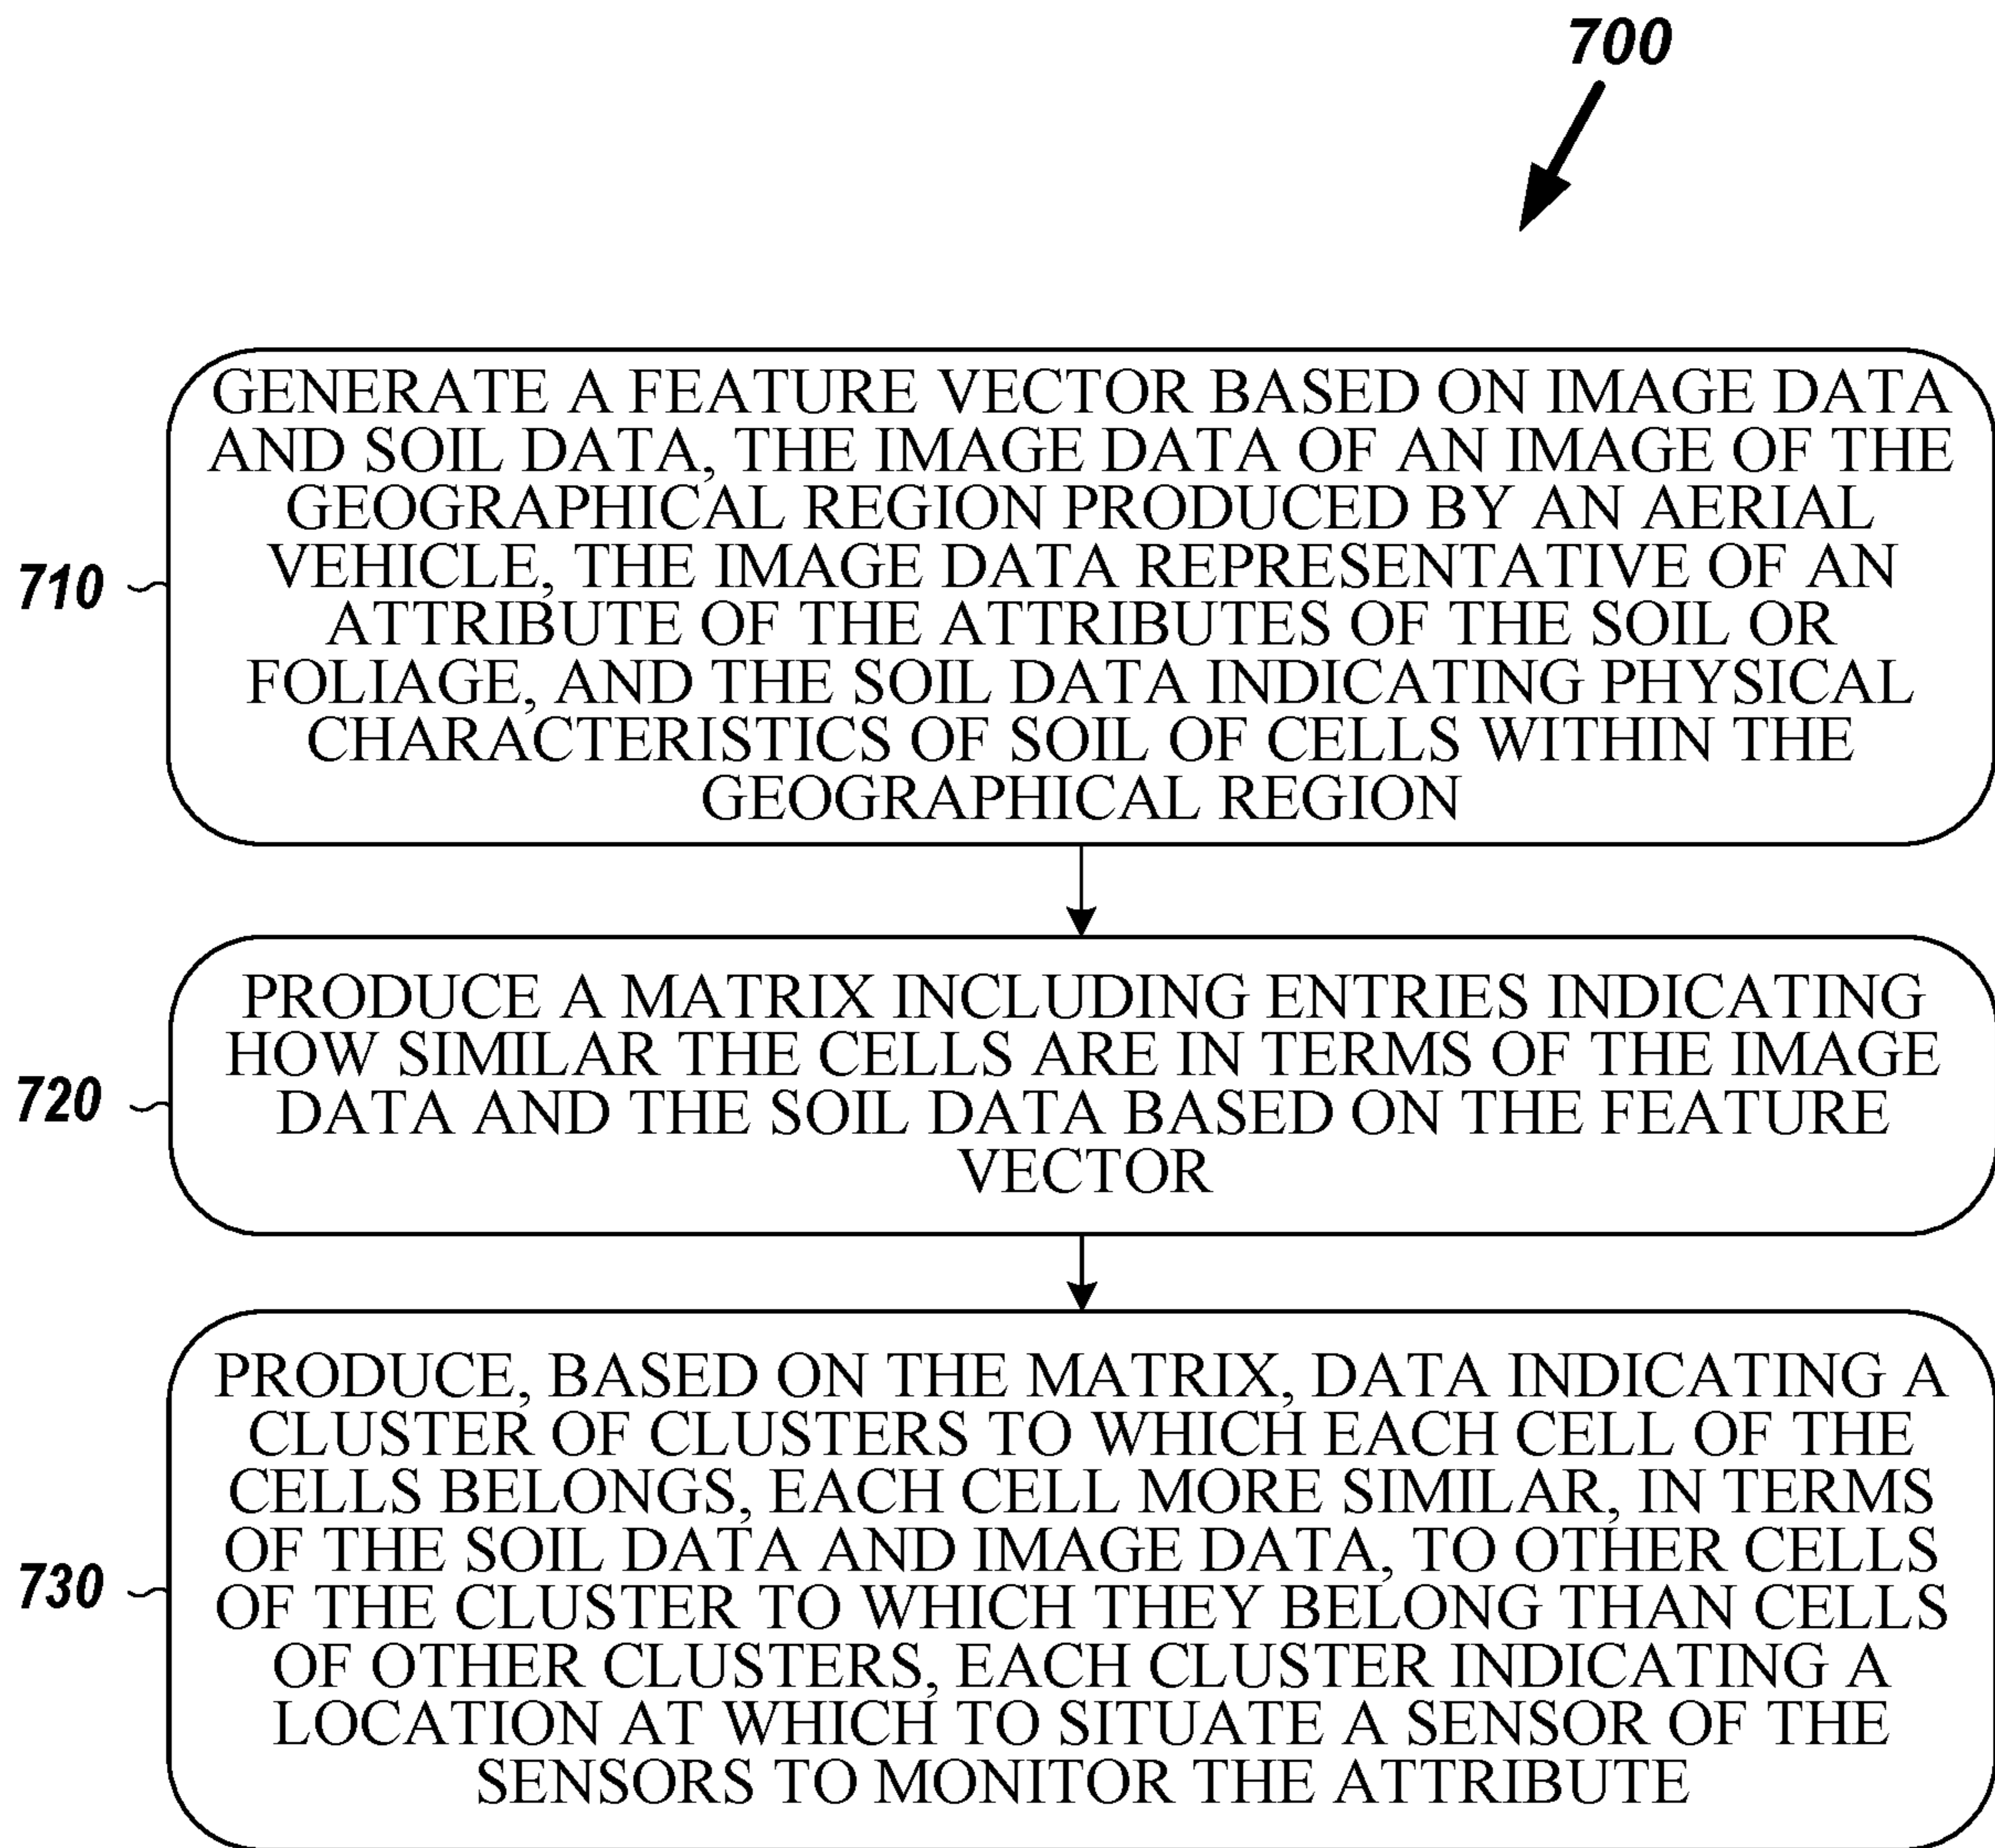 700
GENERATE A FEATURE VECTOR BASED ON IMAGE DATA
AND SOIL DATA, THE IMAGE DATA OF AN IMAGE OF THE
GEOGRAPHICAL REGION PRODUCED BY AN AERIAL
VEHICLE, THE IMAGE DATA REPRESENTATIVE OF AN
ATTRIBUTE OF THE ATTRIBUTES OF THE SOIL OR
FOLIAGE, AND THE SOIL DATA INDICATING PHYSICAL
CHARACTERISTICS OF SOIL OF CELLS WITHIN THE
GEOGRAPHICAL REGION
710
PRODUCE A MATRIX INCLUDING ENTRIES INDICATING
HOW SIMILAR THE CELLS ARE IN TERMS OF THE IMAGE
DATA AND THE SOIL DATA BASED ON THE FEATURE
VECTOR
720
PRODUCE, BASED ON THE MATRIX, DATA INDICATING A
CLUSTER OF CLUSTERS TO WHICH EACH CELL OF THE
CELLS BELONGS, EACH CELL MORE SIMILAR, IN TERMS
OF THE SOIL DATA AND IMAGE DATA, TO OTHER CELLS
OF THE CLUSTER TO WHICH THEY BELONG THAN CELLS
OF OTHER CLUSTERS, EACH CLUSTER INDICATING A
LOCATION AT WHICH TO SITUATE A SENSOR OF THE
SENSORS TO MONITOR THE ATTRIBUTE
730